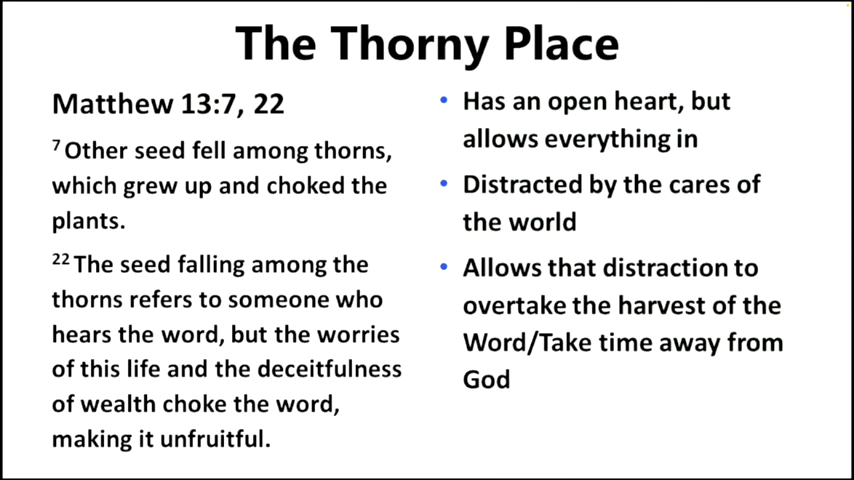 The Thorny Place
Matthew 13:7, 22
7 Other seed fell among thorns,
which grew up and choked the
plants.
22 The seed falling among the
thorns refers to someone who
hears the word, but the worries
of this life and the deceitfulness
of wealth choke the word,
making it unfruitful.
• Has an open heart, but
allows everything in
• Distracted by the cares of
the world
• Allows that distraction to
overtake the harvest of the
Word/Take time away from
God